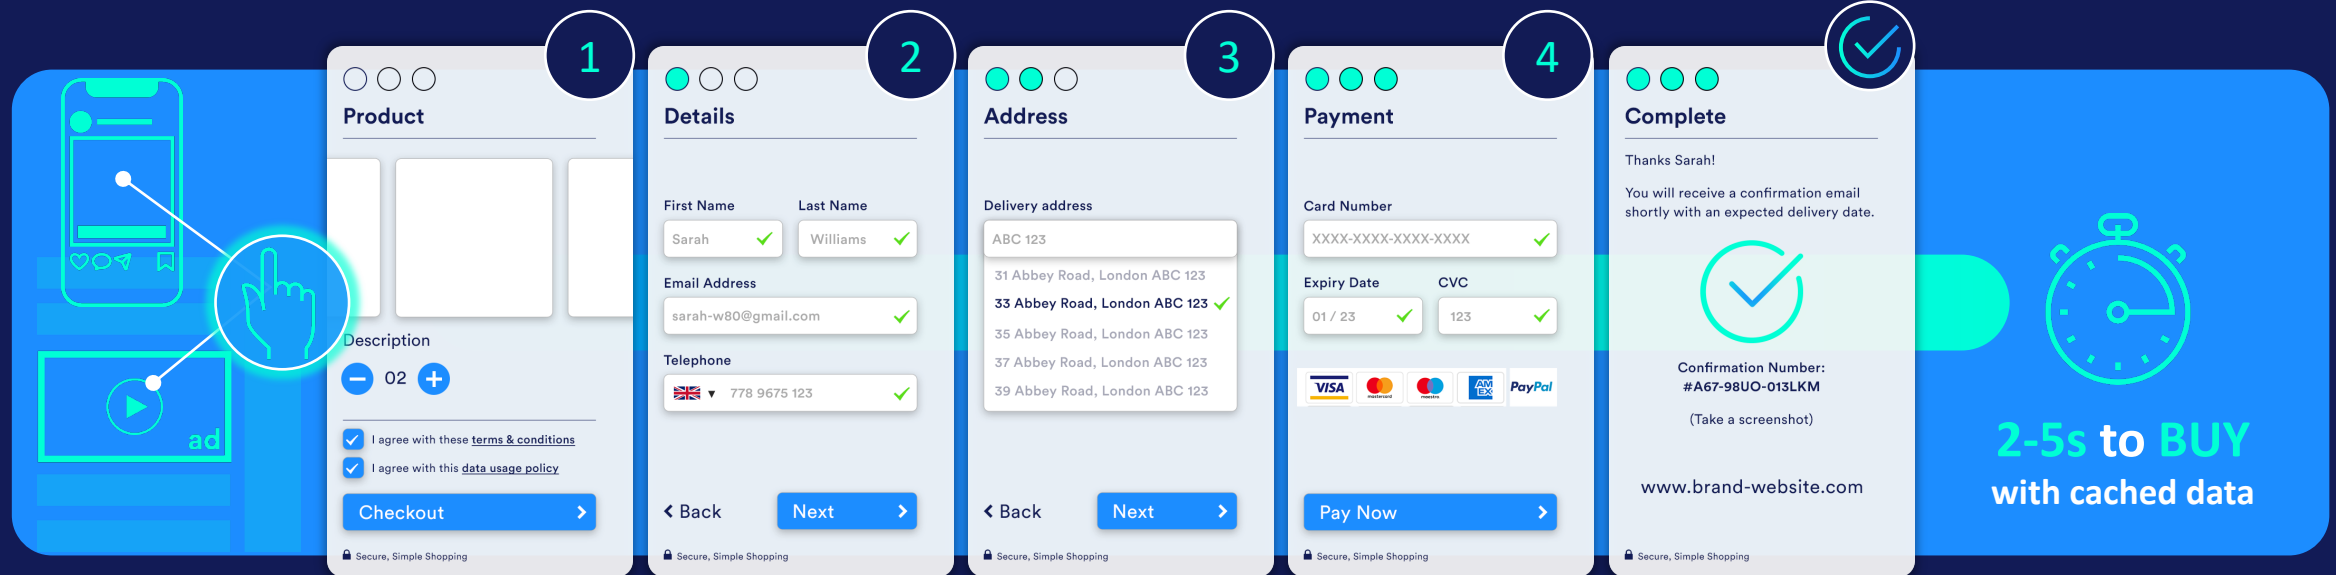 ad
1
Product
Description
02
I agree with these terms & conditions
I agree with this data usage policy
Checkout
Secure, Simple Shopping
2
Details
First Name
Last Name
Sarah
Williams
Email Address
sarah-w80@gmail.com
Telephone
778 9675 123
Back
Next
Secure, Simple Shopping
3
Address
Delivery address
ABC 123
31 Abbey Road, London ABC 123
33 Abbey Road, London ABC 123
35 Abbey Road, London ABC 123
37 Abbey Road, London ABC 123
39 Abbey Road, London ABC 123
Back
Next
Secure, Simple Shopping
4
Payment
Card Number
XXXX-XXXX-XXXX-XXXX
Expiry Date
CVC
01 / 23
123
VISA
mastercard
maestro
AM
EX
PayPal
Pay Now
Secure, Simple Shopping
Complete
Thanks Sarah!
You will receive a confirmation email
shortly with an expected delivery date.
Confirmation Number:
#A67-98UO-013LKM
(Take a screenshot)
www.brand-website.com
Secure, Simple Shopping
2-5s to BUY
with cached data